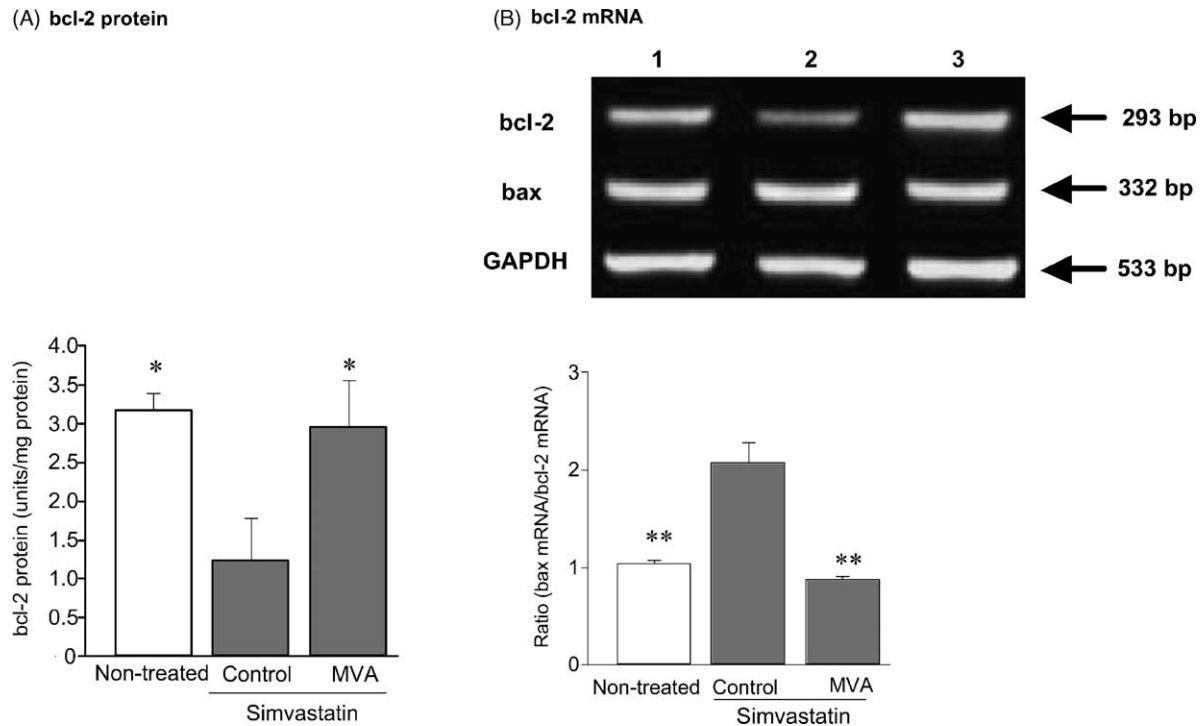 (A) bcl-2 protein
(B) bcl-2 mRNA
1 2 3
bcl-2 293 bp
bax 332 bp
GAPDH 533 bp
bcl-2 protein (units/mg protein)
4.0
3.5
3.0
2.5
2.0
1.5
1.0
0.5
0
* *
Non-treated Control MVA
Simvastatin
Ratio (bax mRNA/bcl-2 mRNA)
3
2
1
0
** **
Non-treated Control MVA
Simvastatin